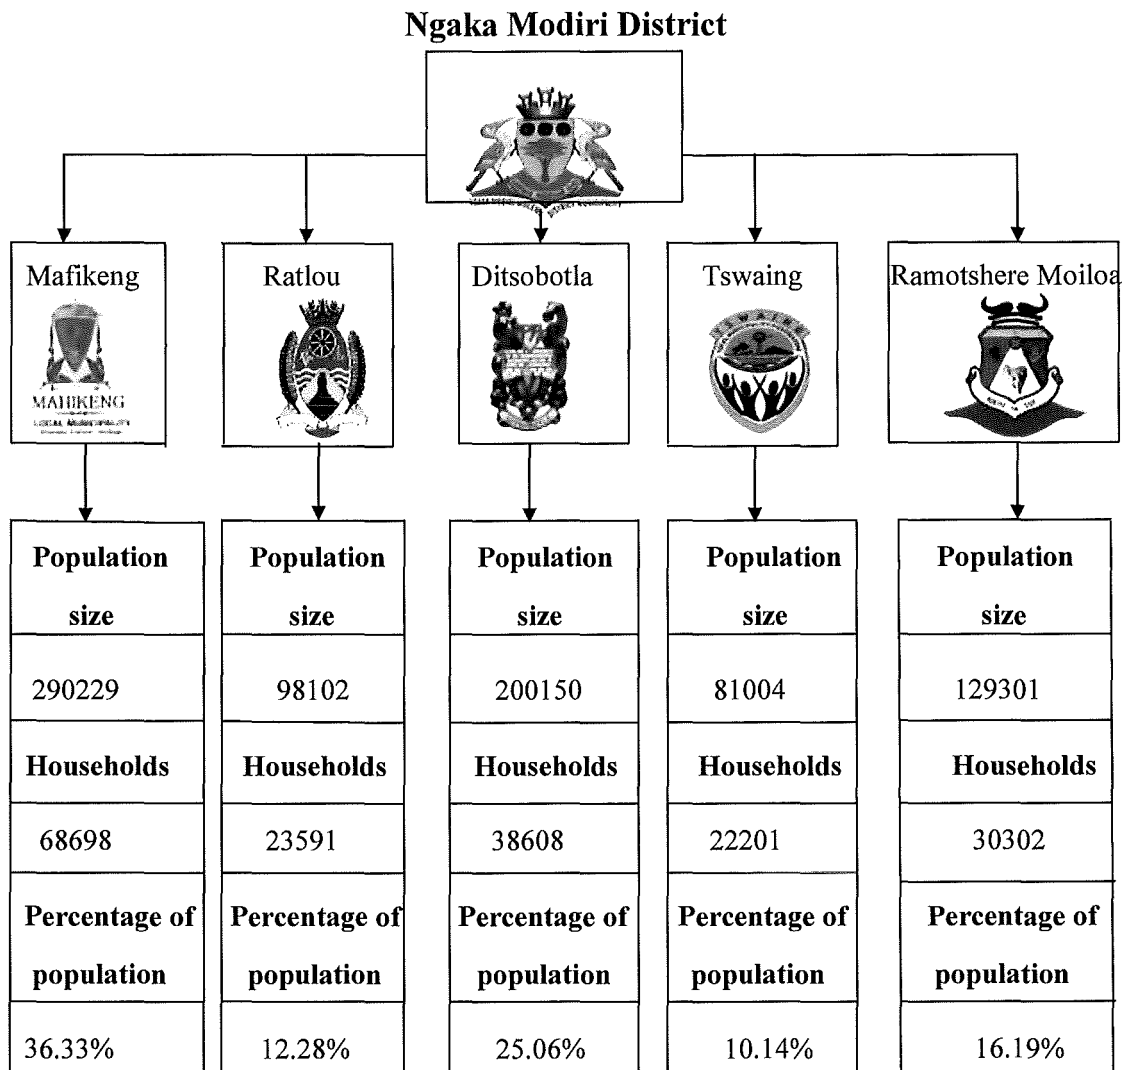 Ngaka Modiri District
Mafikeng
Ratlou
Ditsobotla
Tswaing
Ramotshere Moiloa
MAHIKENG
LOCAL MUNICIPALITY
TSWAING
Population
size
290229
Households
68698
Percentage of
population
36.33%
Population
size
98102
Households
23591
Percentage of
population
12.28%
Population
size
200150
Households
38608
Percentage of
population
25.06%
Population
size
81004
Households
22201
Percentage of
population
10.14%
Population
size
129301
Households
30302
Percentage of
population
16.19%